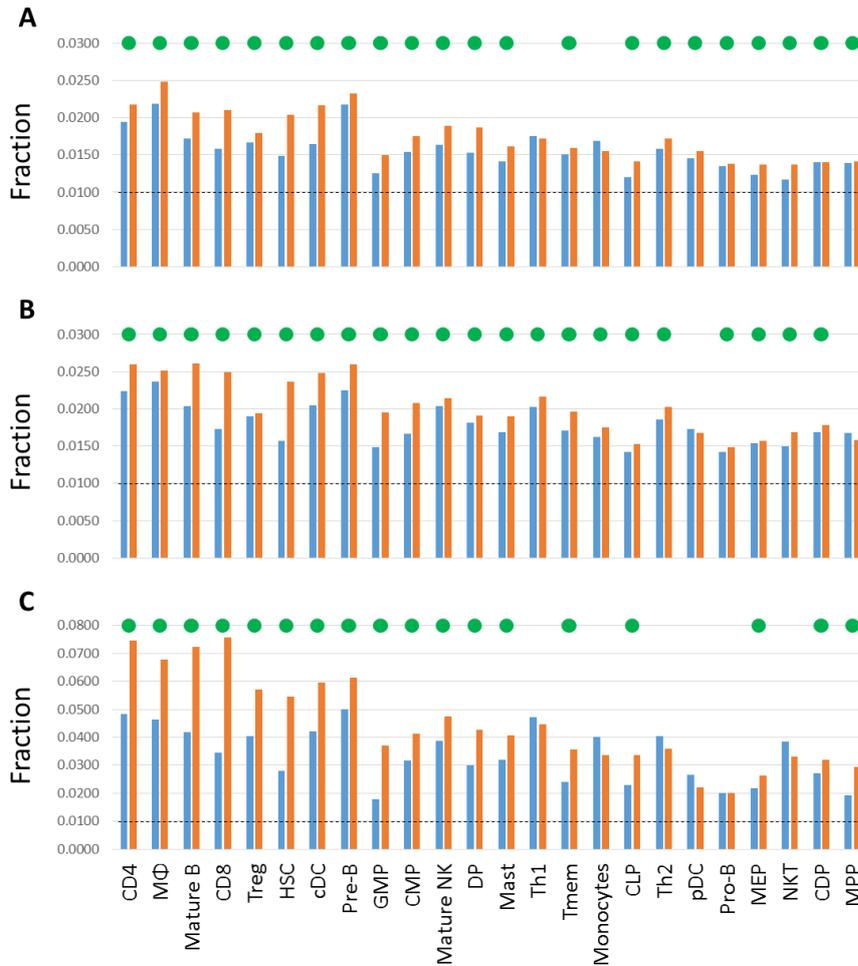 A
0.0300
0.0250
0.0200
0.0150
0.0100
0.0050
0.0000
Fraction
B
0.0300
0.0250
0.0200
0.0150
0.0100
0.0050
0.0000
Fraction
C
0.0800
0.0700
0.0600
0.0500
0.0400
0.0300
0.0200
0.0100
0.0000
Fraction
CD4
MΦ
Mature B
CD8
Treg
HSC
cDC
Pre-B
GMP
CMP
Mature NK
DP
Mast
Th1
Tmem
Monocytes
CLP
Th2
pDC
Pro-B
MEP
NKT
CDP
MPP